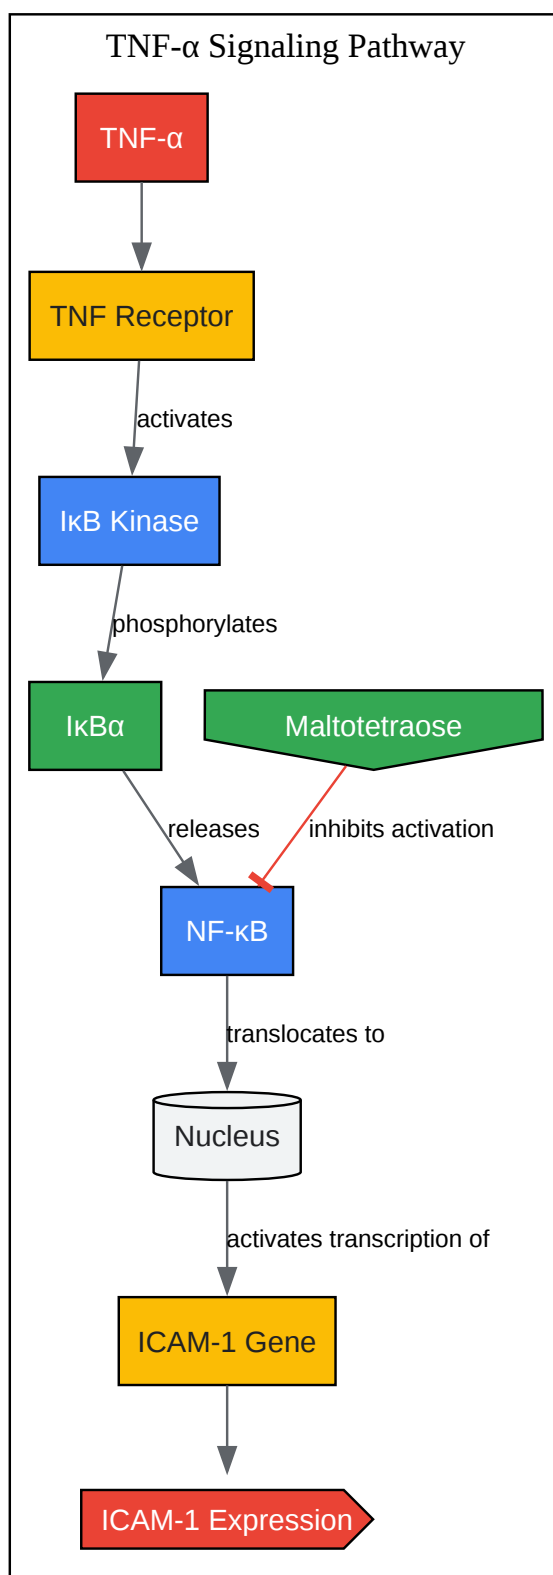 TNF-α Signaling Pathway
TNF-α
TNF Receptor
activates
IκB Kinase
phosphorylates
IκBα
Maltotetraose
releases
inhibits activation
NF-κB
translocates to
Nucleus
activates transcription of
ICAM-1 Gene
ICAM-1 Expression